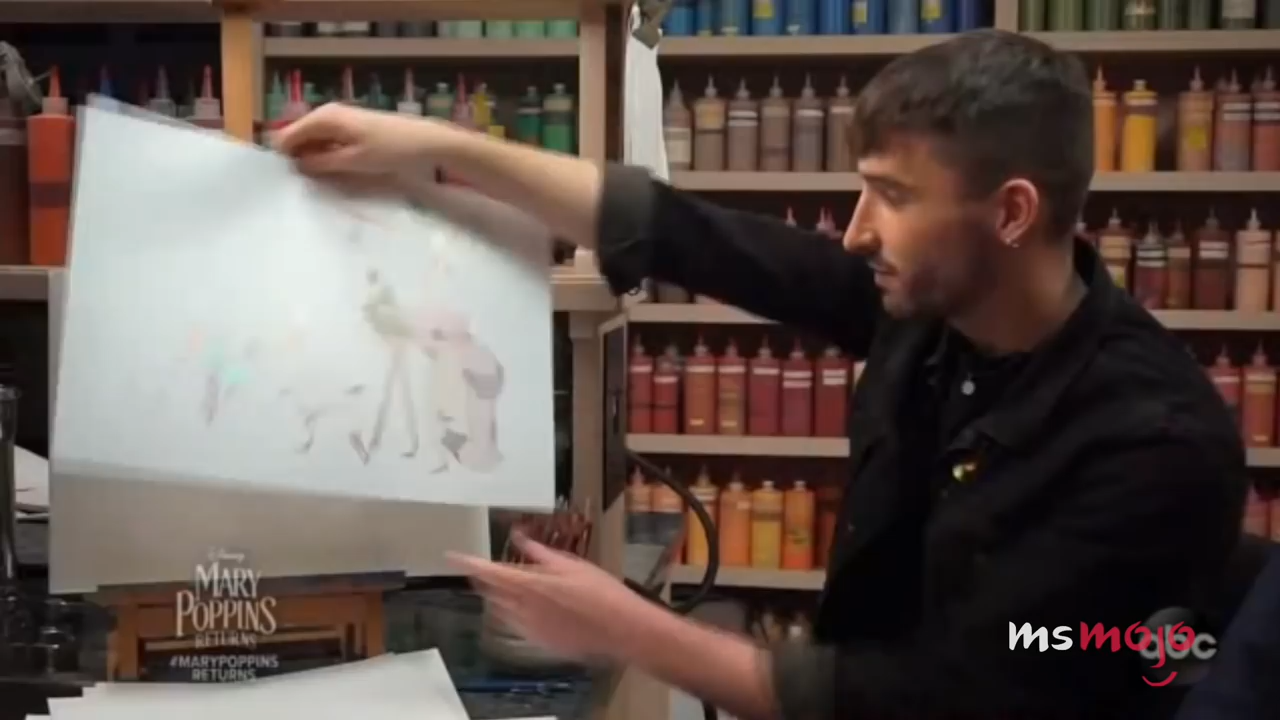 Disney
MARY
POPPINS
RETURNS
#MARYPOPPINS
RETURNS
msmojo
abc